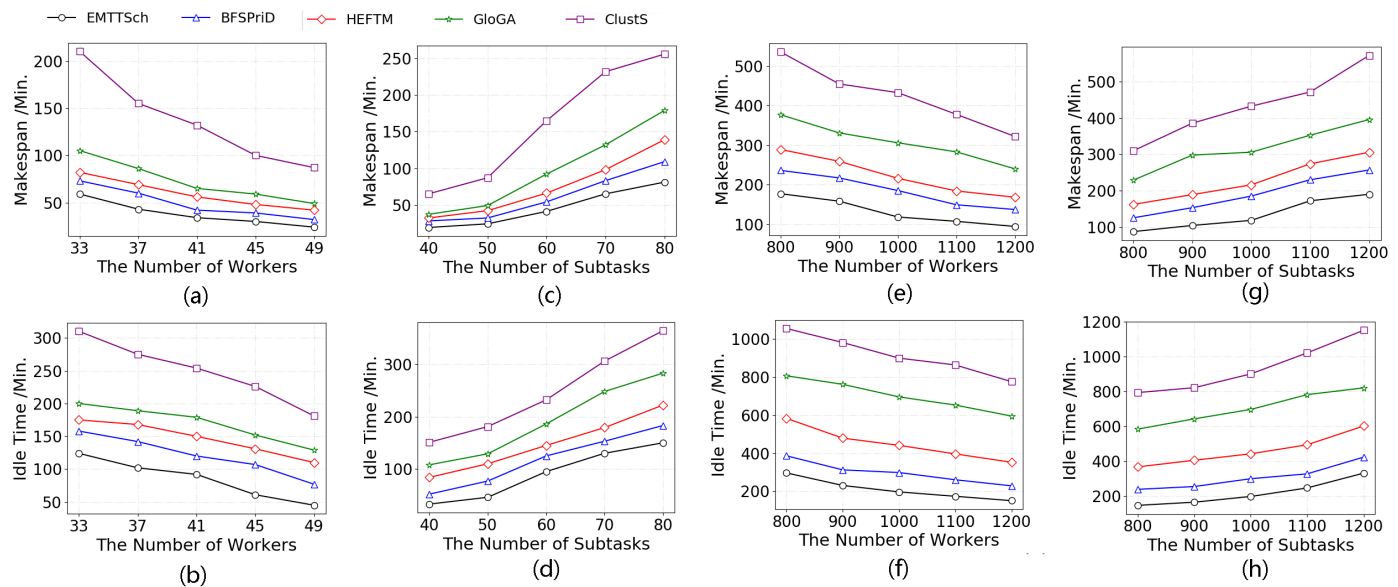 EMTTSch BFSPriD HEFTM GloGA ClustS
Makespan /Min.
200
150
100
50
33 37 41 45 49
The Number of Workers
(a)
Makespan /Min.
250
200
150
100
50
40 50 60 70 80
The Number of Subtasks
(c)
Makespan /Min.
500
400
300
200
100
800 900 1000 1100 1200
The Number of Workers
(e)
Makespan /Min.
500
400
300
200
100
800 900 1000 1100 1200
The Number of Subtasks
(g)
Idle Time /Min.
300
250
200
150
100
50
33 37 41 45 49
The Number of Workers
(b)
Idle Time /Min.
300
200
100
40 50 60 70 80
The Number of Subtasks
(d)
Idle Time /Min.
1000
800
600
400
200
800 900 1000 1100 1200
The Number of Workers
(f)
Idle Time /Min.
1200
1000
800
600
400
200
800 900 1000 1100 1200
The Number of Subtasks
(h)